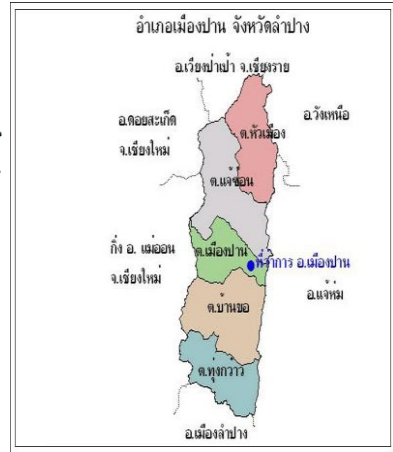 อำเภอเมืองปาน จังหวัดลำปาง
อ.เวียงป่าเป้า จ.เชียงราย
อ.ดอยสะเก็ด
จ.เชียงใหม่
อ.วังเหนือ
ต.หัวเมือง
ต.แจ้ซ้อน
กิ่ง อ. แม่ออน
จ.เชียงใหม่
ต.เมืองปาน
ที่ว่าการ อ.เมืองปาน
อ.แจ้ห่ม
ต.บ้านขอ
ต.ทุ่งกว๋าว
อ.เมืองลำปาง